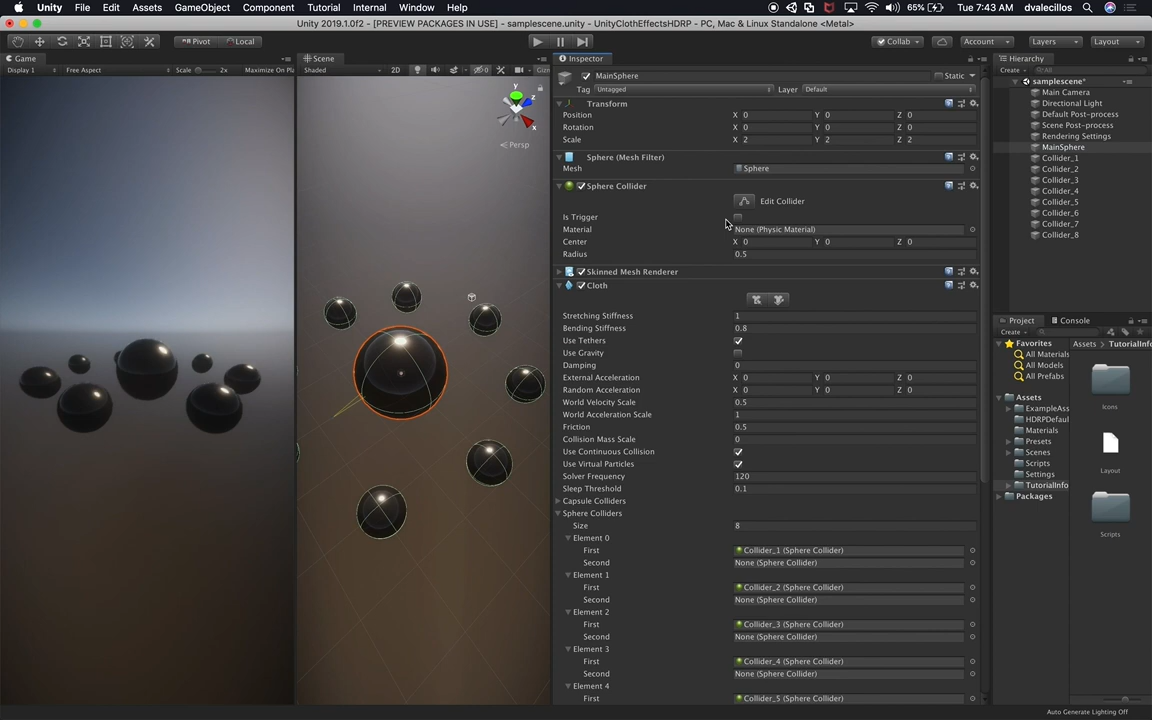 Unity File Edit Assets GameObject Component Tutorial Internal Window Help 65% Tue 7:43 AM dvalecillos
Unity 2019.1.0f2 - [PREVIEW PACKAGES IN USE] - samplescene.unity - UnityClothEffectsHDRP - PC, Mac & Linux Standalone <Metal>
Pivot Local Collab Account Layers Layout
Game Scene Inspector Hierarchy
Display 1 Free Aspect Scale 2x Maximize On Pl
Shaded 2D 0 Gizm
MainSphere Static
Tag Untagged Layer Default
Transform
Position X 0 Y 0 Z 0
Rotation X 0 Y 0 Z 0
Scale X 2 Y 2 Z 2
Sphere (Mesh Filter)
Mesh Sphere
Sphere Collider
Edit Collider
Is Trigger
Material None (Physic Material)
Center X 0 Y 0 Z 0
Radius 0.5
Skinned Mesh Renderer
Cloth
Stretching Stiffness 1
Bending Stiffness 0.8
Use Tethers
Use Gravity
Damping 0
External Acceleration X 0 Y 0 Z 0
Random Acceleration X 0 Y 0 Z 0
World Velocity Scale 0.5
World Acceleration Scale 1
Friction 0.5
Collision Mass Scale 0
Use Continuous Collision
Use Virtual Particles
Solver Frequency 120
Sleep Threshold 0.1
Capsule Colliders
Sphere Colliders
Size 8
Element 0
First Collider_1 (Sphere Collider)
Second None (Sphere Collider)
Element 1
First Collider_2 (Sphere Collider)
Second None (Sphere Collider)
Element 2
First Collider_3 (Sphere Collider)
Second None (Sphere Collider)
Element 3
First Collider_4 (Sphere Collider)
Second None (Sphere Collider)
Element 4
First Collider_5 (Sphere Collider)
y
z
x
Persp
Create All
samplescene*
Main Camera
Directional Light
Default Post-process
Scene Post-process
Rendering Settings
MainSphere
Collider_1
Collider_2
Collider_3
Collider_4
Collider_5
Collider_6
Collider_7
Collider_8
Project Console
Create
Favorites
All Materials
All Models
All Prefabs
Assets
ExampleAss
HDRPDefaul
Materials
Presets
Scenes
Scripts
Settings
TutorialInfo
Packages
Assets TutorialInfo
Icons
Layout
Scripts
Auto Generate Lighting Off